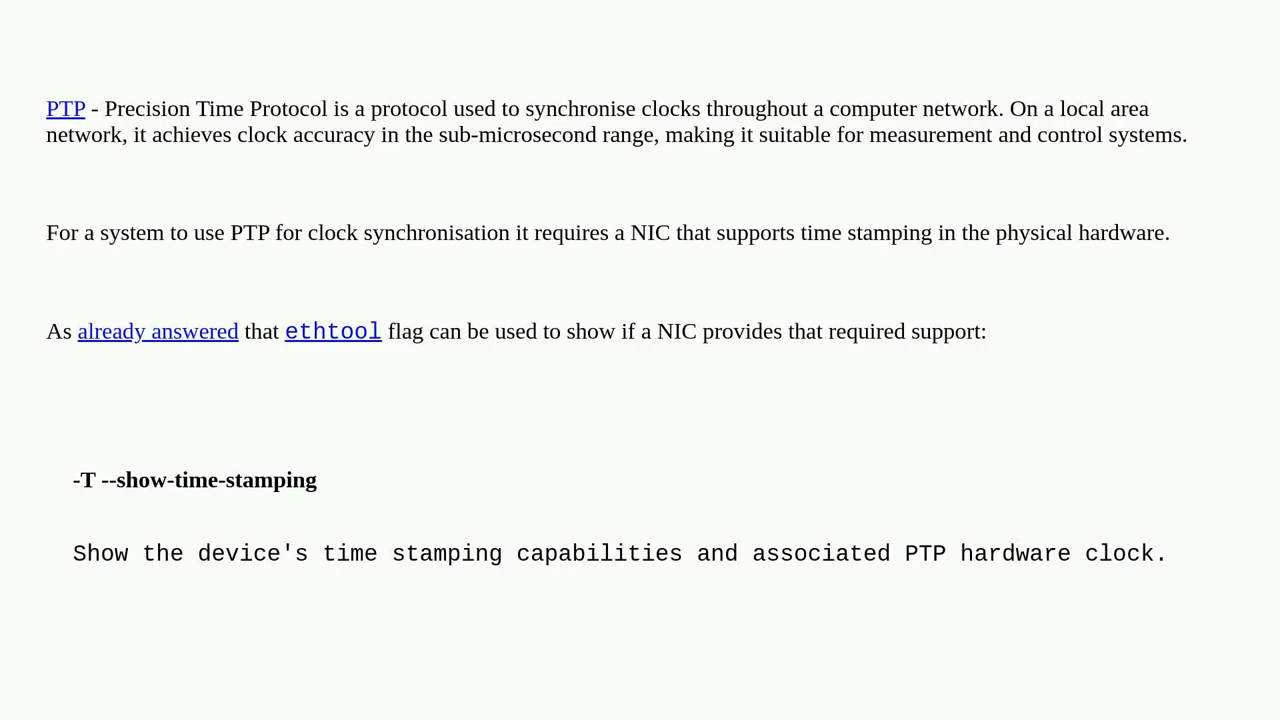 PTP - Precision Time Protocol is a protocol used to synchronise clocks throughout a computer network. On a local area
network, it achieves clock accuracy in the sub-microsecond range, making it suitable for measurement and control systems.
For a system to use PTP for clock synchronisation it requires a NIC that supports time stamping in the physical hardware.
As already answered that ethtool flag can be used to show if a NIC provides that required support:
-T --show-time-stamping
Show the device's time stamping capabilities and associated PTP hardware clock.